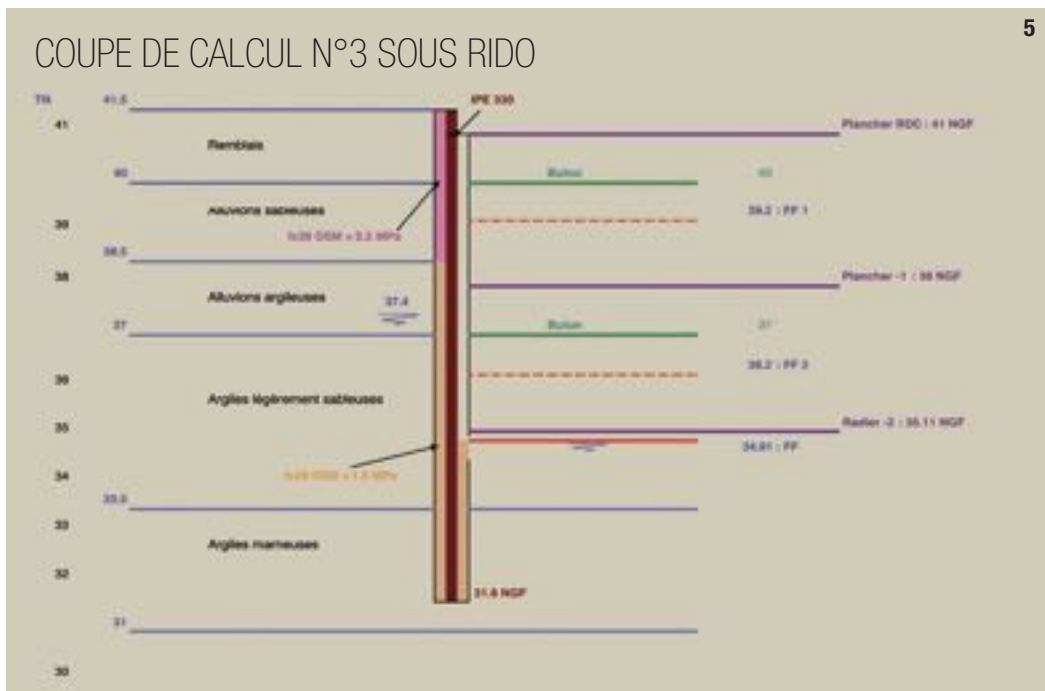 5
COUPE DE CALCUL N°3 SOUS RIDO
TN 41.5
IPE 330
41
Plancher RDC : 41 NGF
Remblais
40
Buton
40
Alluvions sableuses
39.2 : FF 1
39
38.5
38
Plancher -1 : 38 NGF
Alluvions argileuses
37.4
37
Buton
37
36.2 : FF 2
36
Argiles légèrement sableuses
35
Radier -2 : 35.11 NGF
34.91 : FF
34
33
Argiles marneuses
32
31.6 NGF
31
30